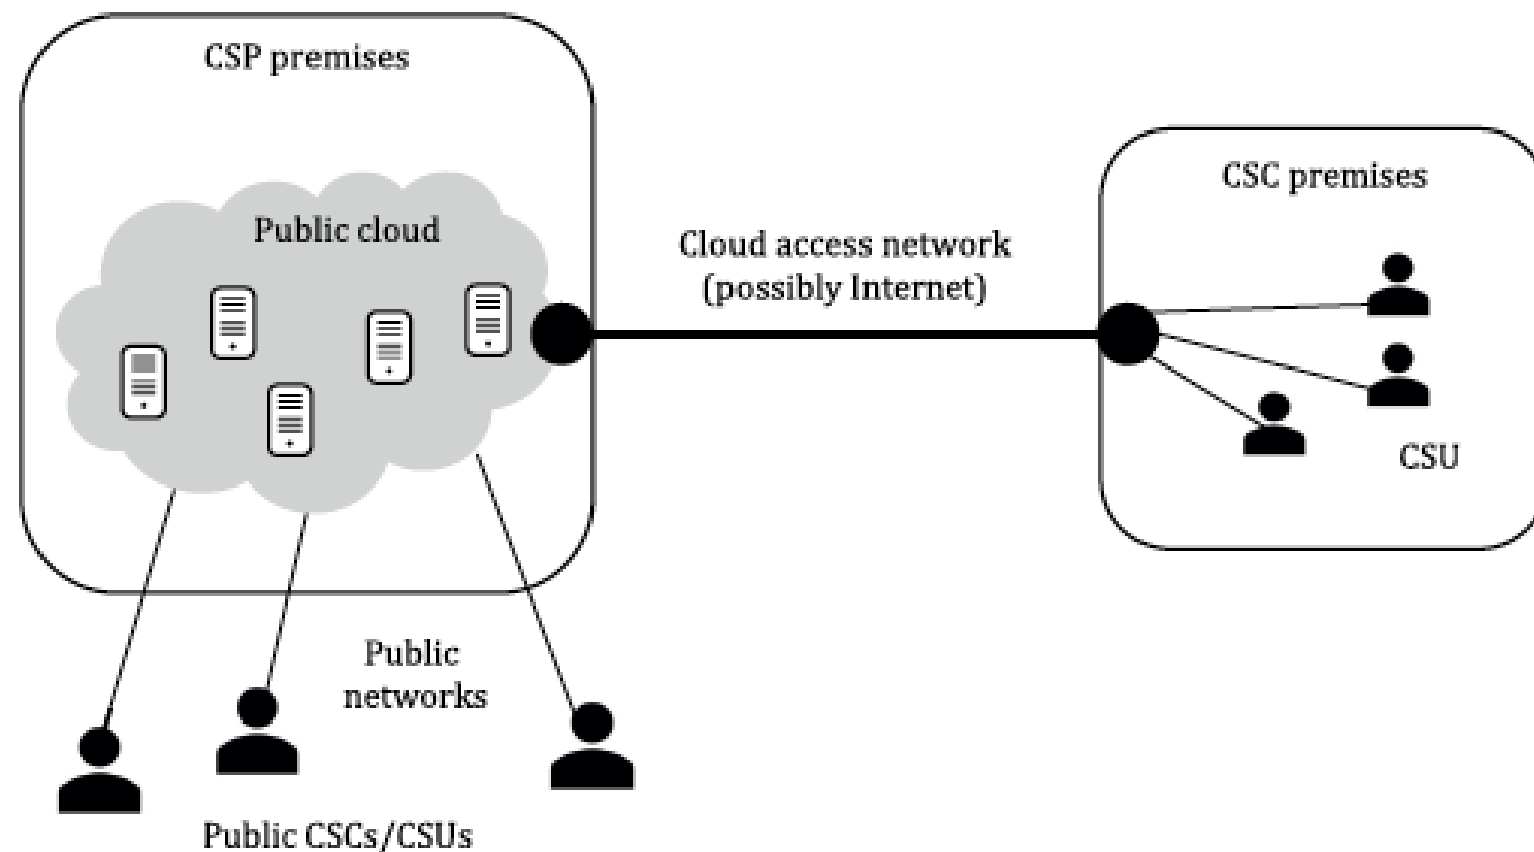 CSP premises
Public cloud
Cloud access network
(possibly Internet)
CSC premises
CSU
Public
networks
Public CSCs/CSUs